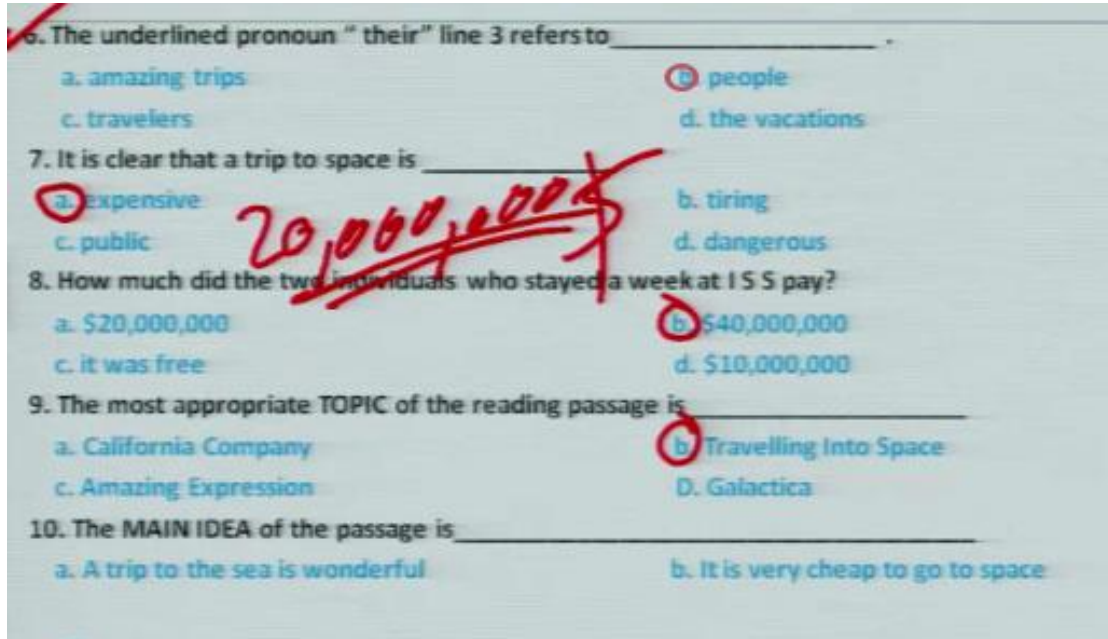 6. The underlined pronoun " their" line 3 refers to____________________ .
a. amazing trips b. people
c. travelers d. the vacations
7. It is clear that a trip to space is ______________
a. expensive b. tiring
20,000,000$
c. public d. dangerous
8. How much did the two individuals who stayed a week at I S S pay?
a. $20,000,000 b. $40,000,000
c. it was free d. $10,000,000
9. The most appropriate TOPIC of the reading passage is____________________
a. California Company b. Travelling Into Space
c. Amazing Expression D. Galactica
10. The MAIN IDEA of the passage is________________________________________
a. A trip to the sea is wonderful b. It is very cheap to go to space